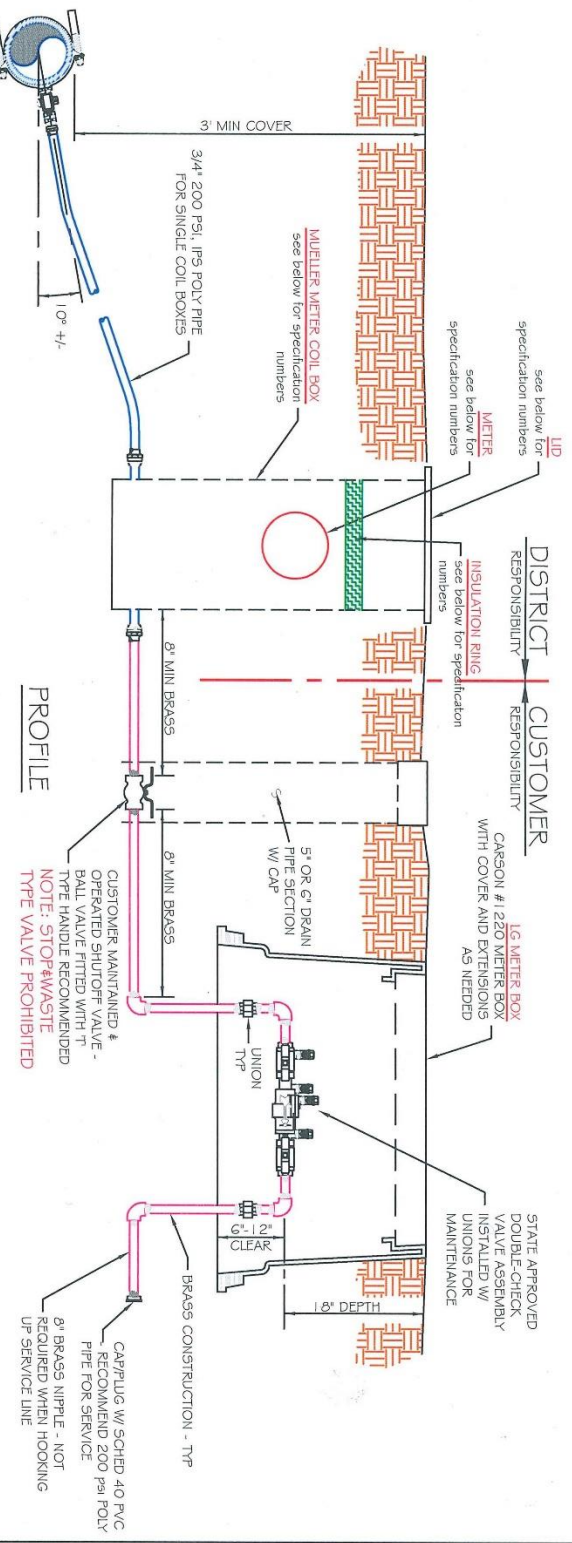 DISTRICT
RESPONSIBILITY
CUSTOMER
RESPONSIBILITY
LID
see below for
specification numbers
METER
see below for
specification numbers
INSULATION RING
see below for specificaton
numbers
MUELLER METER COIL BOX
see below for specification
numbers
3' MIN COVER
3/4" 200 PSI, IPS POLY PIPE
FOR SINGLE COIL BOXES
10° +/-
8" MIN BRASS
8" MIN BRASS
5" OR 6" DRAIN
PIPE SECTION
W/ CAP
LG METER BOX
CARSON #1220 METER BOX
WITH COVER AND EXTENSIONS
AS NEEDED
STATE APPROVED
DOUBLE-CHECK
VALVE ASSEMBLY
INSTALLED W/
UNIONS FOR
MAINTENANCE
UNION
TYP
6"-12"
CLEAR
18" DEPTH
BRASS CONSTRUCTION - TYP
CUSTOMER MAINTAINED &
OPERATED SHUTOFF VALVE -
BALL VALVE FITTED WITH 'T'
TYPE HANDLE RECOMMENDED
NOTE: STOP&WASTE
TYPE VALVE PROHIBITED
CAP/PLUG W/ SCHED 40 PVC
- RECOMMEND 200 psi POLY
PIPE FOR SERVICE
8" BRASS NIPPLE - NOT
REQUIRED WHEN HOOKING
UP SERVICE LINE
PROFILE